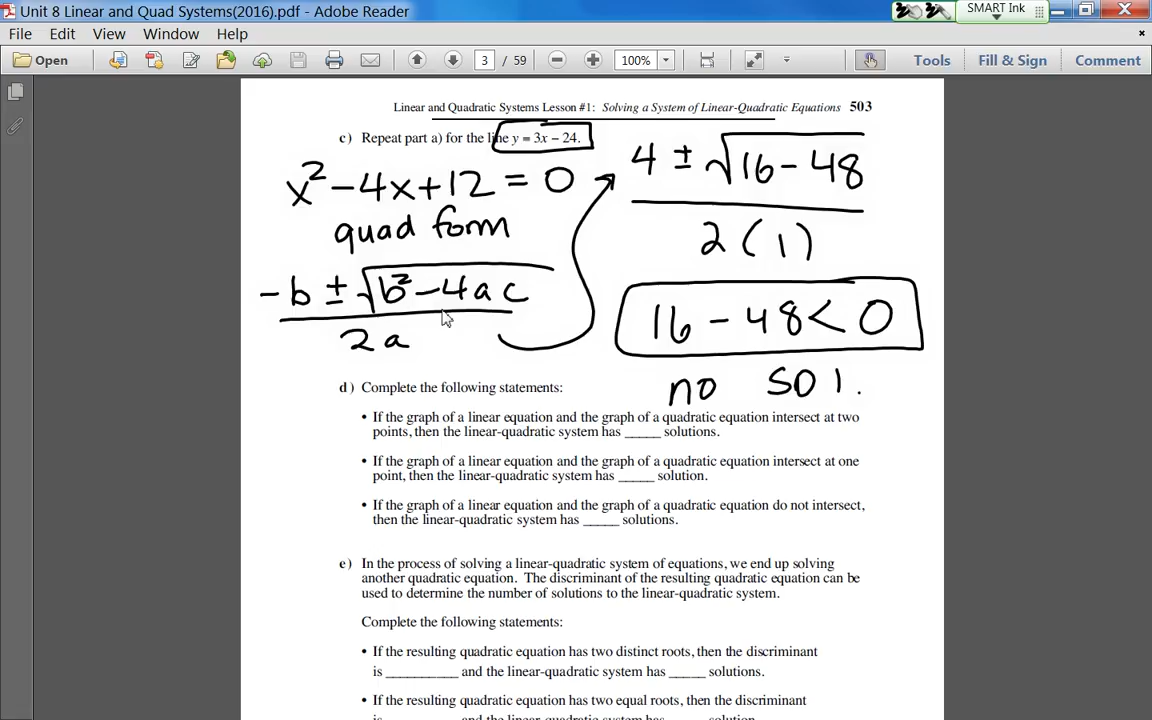 Unit 8 Linear and Quad Systems(2016).pdf - Adobe Reader
SMART Ink
File Edit View Window Help
Open 3 / 59 100% Tools Fill & Sign Comment
Linear and Quadratic Systems Lesson #1: Solving a System of Linear-Quadratic Equations 503
c) Repeat part a) for the line y = 3x – 24.
x² - 4x + 12 = 0
quad form
-b ± √b² - 4ac
2a
4 ± √16 - 48
2(1)
16 - 48 < 0
no sol.
d) Complete the following statements:
• If the graph of a linear equation and the graph of a quadratic equation intersect at two
points, then the linear-quadratic system has _____ solutions.
• If the graph of a linear equation and the graph of a quadratic equation intersect at one
point, then the linear-quadratic system has _____ solution.
• If the graph of a linear equation and the graph of a quadratic equation do not intersect,
then the linear-quadratic system has _____ solutions.
e) In the process of solving a linear-quadratic system of equations, we end up solving
another quadratic equation. The discriminant of the resulting quadratic equation can be
used to determine the number of solutions to the linear-quadratic system.
Complete the following statements:
• If the resulting quadratic equation has two distinct roots, then the discriminant
is __________ and the linear-quadratic system has _____ solutions.
• If the resulting quadratic equation has two equal roots, then the discriminant
is __________ and the linear-quadratic system has _____ solution.